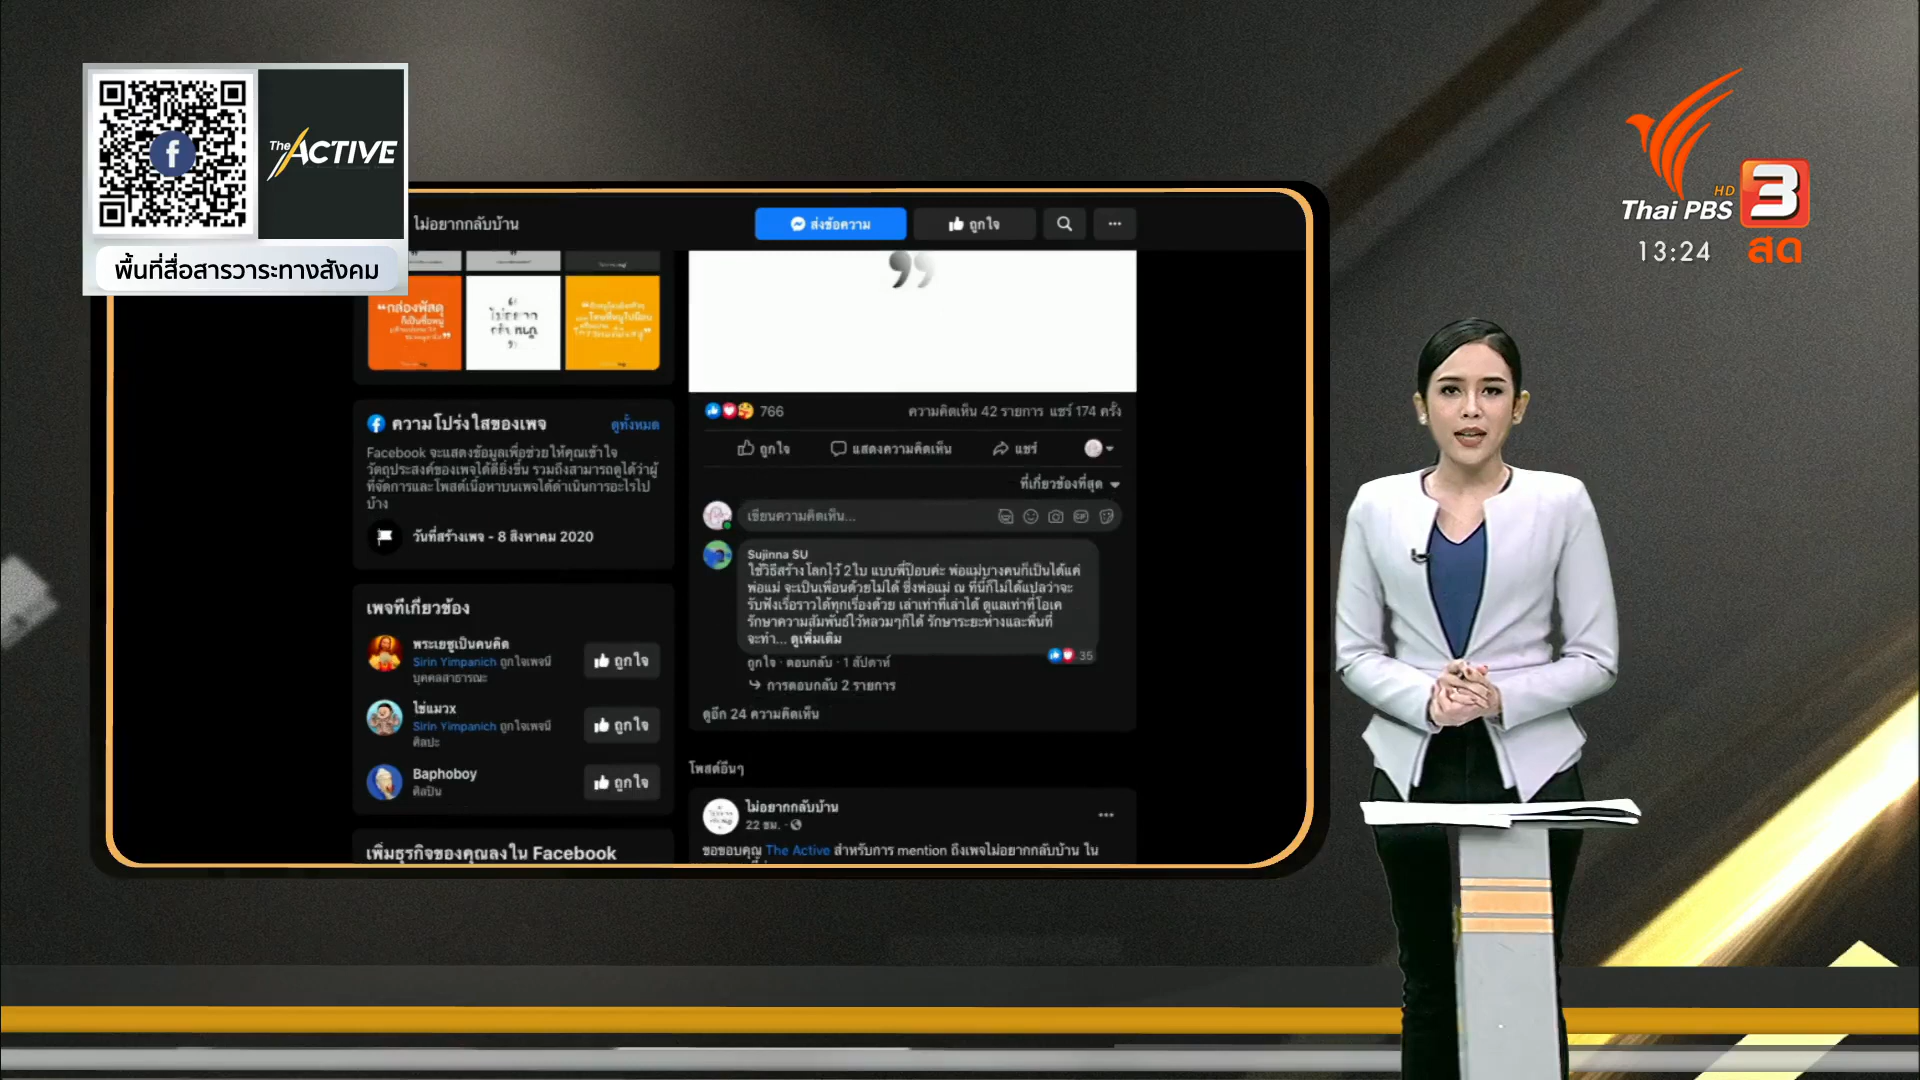 The ACTIVE
พื้นที่สื่อสารวาระทางสังคม
HD
Thai PBS 3
13:24 สด
ไม่อยากกลับบ้าน
ส่งข้อความ
ถูกใจ
“กล่องพัสดุ
ก็เป็นชื่อหนู
ความโปร่งใสของเพจ
ดูทั้งหมด
Facebook จะแสดงข้อมูลเพื่อช่วยให้คุณเข้าใจ
วัตถุประสงค์ของเพจได้ดียิ่งขึ้น รวมถึงสามารถดูได้ว่าผู้
ที่จัดการและโพสต์เนื้อหาบนเพจได้ดำเนินการอะไรไป
บ้าง
วันที่สร้างเพจ - 8 สิงหาคม 2020
เพจที่เกี่ยวข้อง
พระเยซูเป็นคนคิด
Sirin Yimpanich ถูกใจเพจนี้
บุคคลสาธารณะ
ถูกใจ
ไข่แมวx
Sirin Yimpanich ถูกใจเพจนี้
ศิลปะ
ถูกใจ
Baphoboy
ศิลปิน
ถูกใจ
เพิ่มธุรกิจของคุณลงใน Facebook
”
766
ความคิดเห็น 42 รายการ แชร์ 174 ครั้ง
ถูกใจ
แสดงความคิดเห็น
แชร์
ที่เกี่ยวข้องที่สุด
เขียนความคิดเห็น...
Sujinna SU
ใช้วิธีสร้างโลกไว้ 2ใบ แบบพี่ป๊อบค่ะ พ่อแม่บางคนก็เป็นได้แค่
พ่อแม่ จะเป็นเพื่อนด้วยไม่ได้ ซึ่งพ่อแม่ ณ ที่นี้ก็ไม่ได้แปลว่าจะ
รับฟังเรื่อราวได้ทุกเรื่องด้วย เล่าเท่าที่เล่าได้ ดูแลเท่าที่โอเค
รักษาความสัมพันธ์ไว้หลวมๆก็ได้ รักษาระยะห่างและพื้นที่
จะทำ... ดูเพิ่มเติม
35
ถูกใจ · ตอบกลับ · 1 สัปดาห์
การตอบกลับ 2 รายการ
ดูอีก 24 ความคิดเห็น
โพสต์อื่นๆ
ไม่อยากกลับบ้าน
22 ชม. ·
ขอขอบคุณ The Active สำหรับการ mention ถึงเพจไม่อยากกลับบ้าน ใน